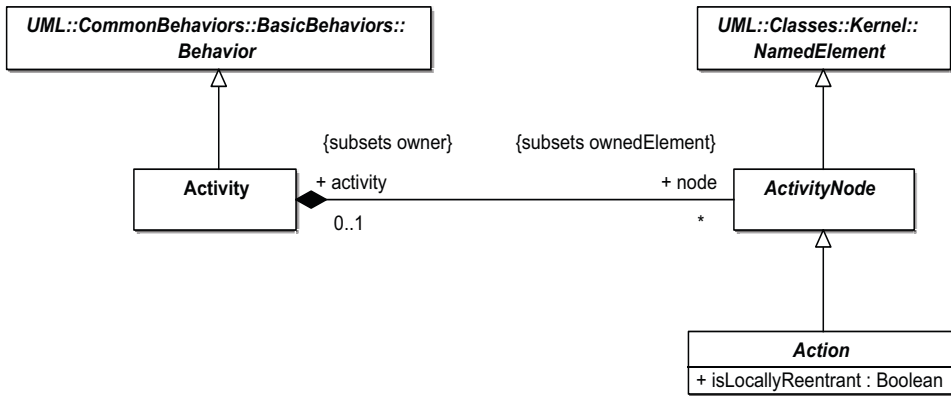 UML::CommonBehaviors::BasicBehaviors::
Behavior
UML::Classes::Kernel::
NamedElement
{subsets owner}
{subsets ownedElement}
Activity
+ activity
+ node
ActivityNode
0..1
*
Action
+ isLocallyReentrant : Boolean